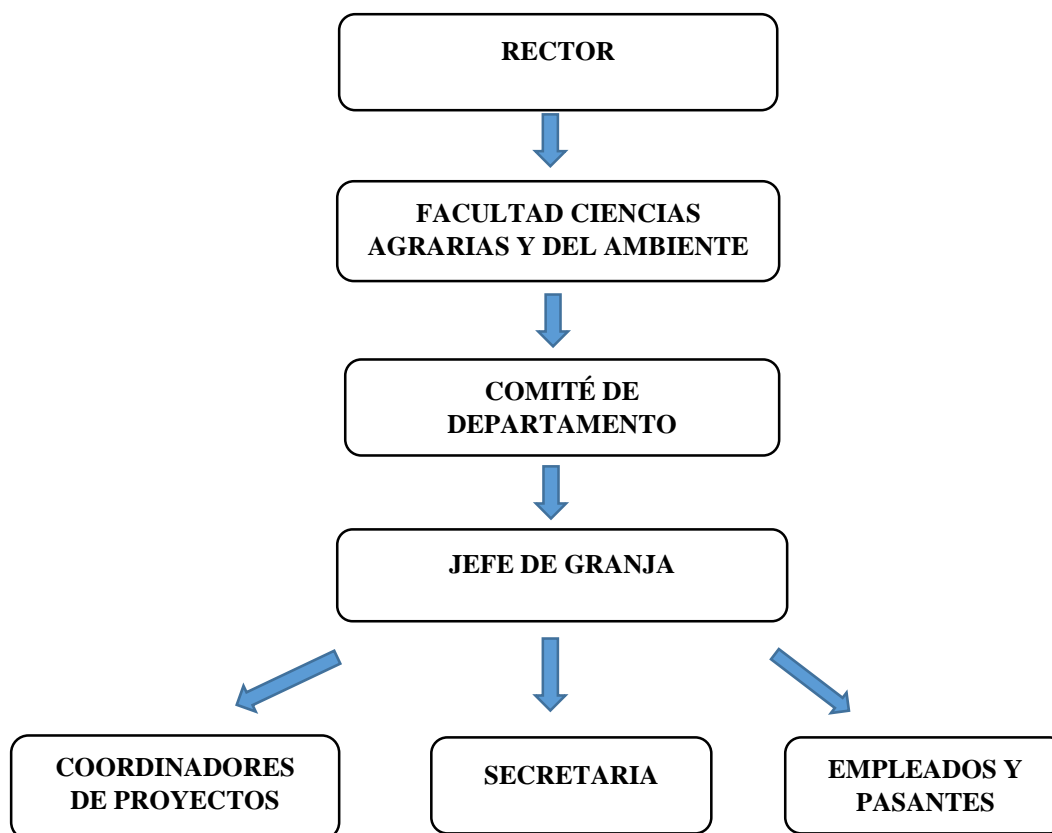 RECTOR
FACULTAD CIENCIAS
AGRARIAS Y DEL AMBIENTE
COMITÉ DE
DEPARTAMENTO
JEFE DE GRANJA
COORDINADORES
DE PROYECTOS
SECRETARIA
EMPLEADOS Y
PASANTES